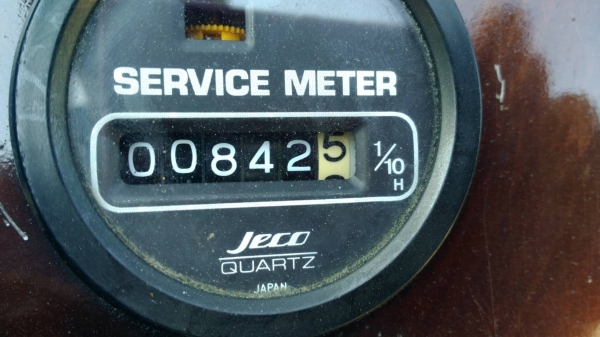 SERVICE METER
008425 1/10 H
Jeco
QUARTZ
JAPAN